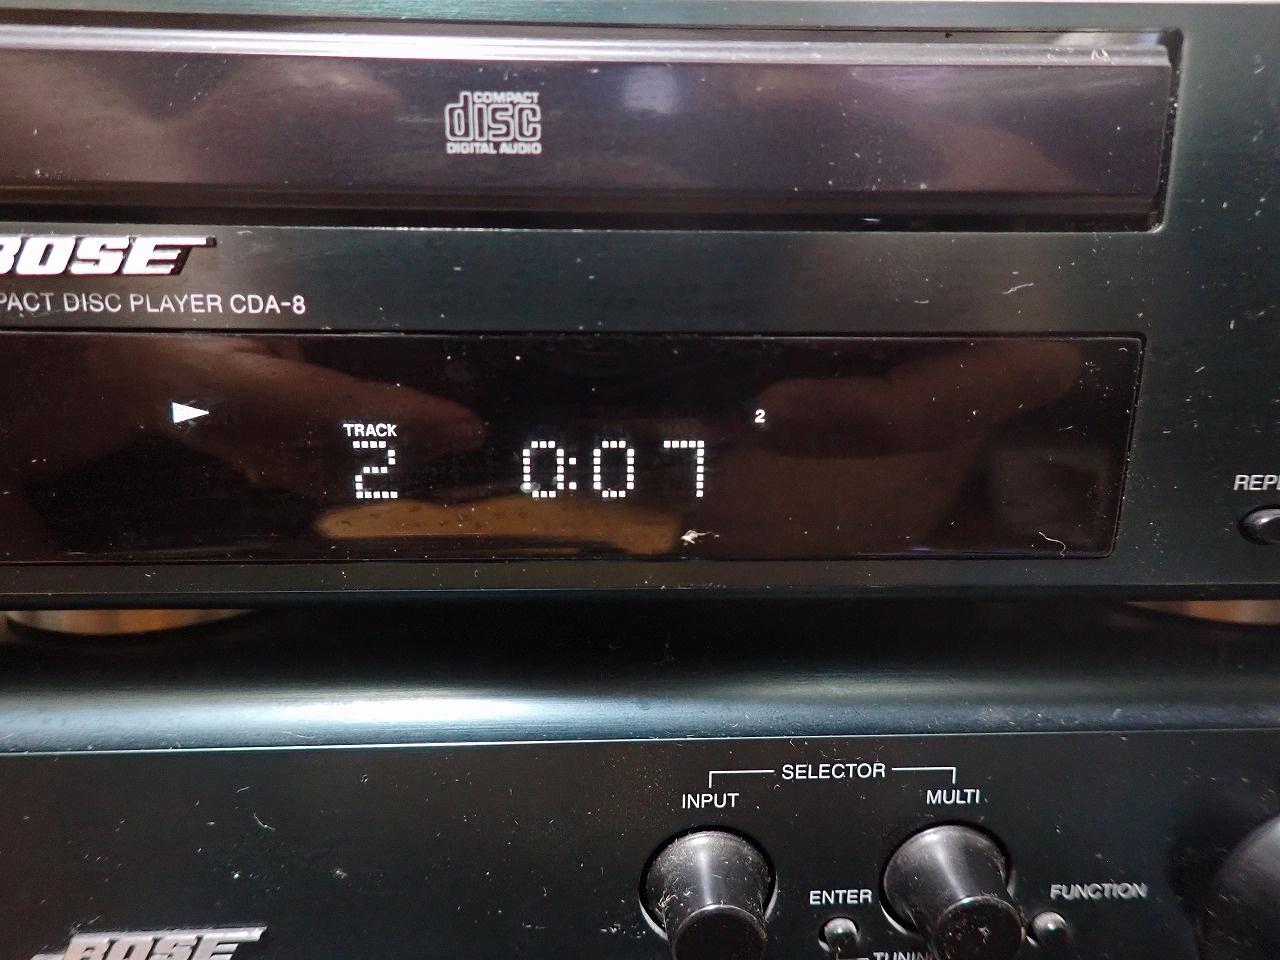 COMPACT
disc
DIGITAL AUDIO
BOSE
PACT DISC PLAYER CDA-8
2
TRACK
2 0:07
REPE
SELECTOR
INPUT MULTI
ENTER FUNCTION
BOSE
TUNIN